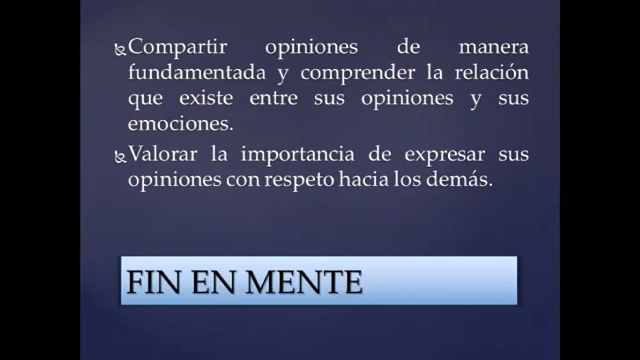 Compartir opiniones de manera
fundamentada y comprender la relación
que existe entre sus opiniones y sus
emociones.
Valorar la importancia de expresar sus
opiniones con respeto hacia los demás.
FIN EN MENTE